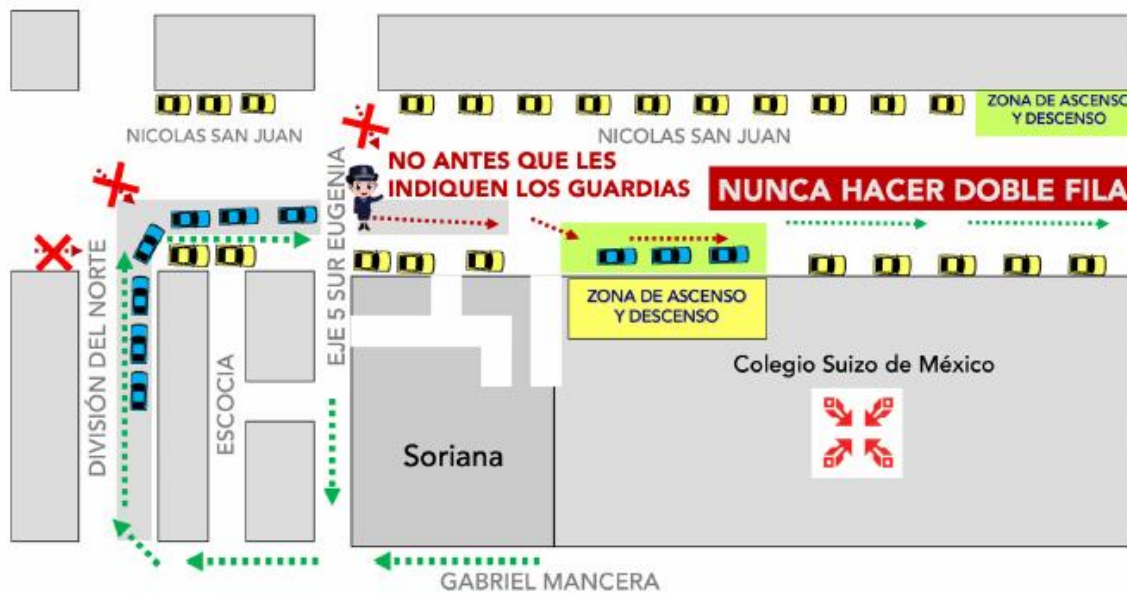 ZONA DE ASCENSO
Y DESCENSO
NICOLAS SAN JUAN
NICOLAS SAN JUAN
NO ANTES QUE LES
INDIQUEN LOS GUARDIAS
NUNCA HACER DOBLE FILA
DIVISIÓN DEL NORTE
ESCOCIA
EJE 5 SUR EUGENIA
ZONA DE ASCENSO
Y DESCENSO
Colegio Suizo de México
Soriana
GABRIEL MANCERA